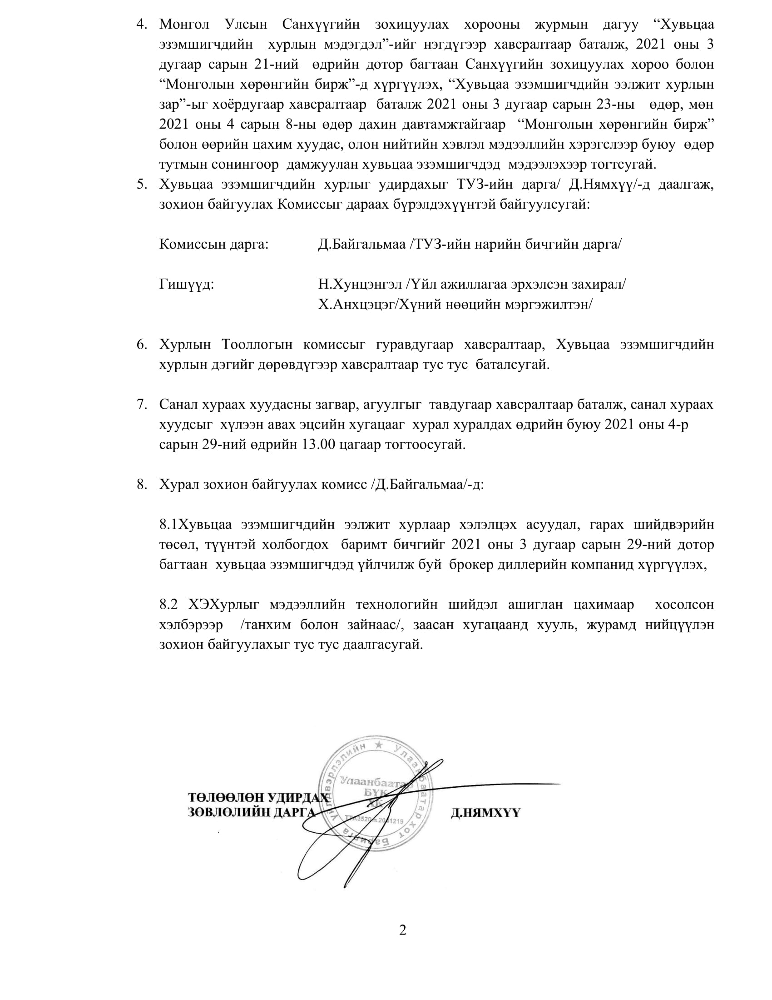 4. Монгол Улсын Санхүүгийн зохицуулах хорооны журмын дагуу “Хувьцаа
эзэмшигчдийн хурлын мэдэгдэл”-ийг нэгдүгээр хавсралтаар баталж, 2021 оны 3
дугаар сарын 21-ний өдрийн дотор багтаан Санхүүгийн зохицуулах хороо болон
“Монголын хөрөнгийн бирж”-д хүргүүлэх, “Хувьцаа эзэмшигчдийн ээлжит хурлын
зар”-ыг хоёрдугаар хавсралтаар баталж 2021 оны 3 дугаар сарын 23-ны өдөр, мөн
2021 оны 4 сарын 8-ны өдөр дахин давтамжтайгаар “Монголын хөрөнгийн бирж”
болон өөрийн цахим хуудас, олон нийтийн хэвлэл мэдээллийн хэрэгслээр буюу өдөр
тутмын сонингоор дамжуулан хувьцаа эзэмшигчдэд мэдээлэхээр тогтсугай.
5. Хувьцаа эзэмшигчдийн хурлыг удирдахыг ТУЗ-ийн дарга/ Д.Нямхүү/-д даалгаж,
зохион байгуулах Комиссыг дараах бүрэлдэхүүнтэй байгуулсугай:
Комиссын дарга: Д.Байгальмаа /ТУЗ-ийн нарийн бичгийн дарга/
Гишүүд: Н.Хунцэнгэл /Үйл ажиллагаа эрхэлсэн захирал/
Х.Анхцэцэг/Хүний нөөцийн мэргэжилтэн/
6. Хурлын Тооллогын комиссыг гуравдугаар хавсралтаар, Хувьцаа эзэмшигчдийн
хурлын дэгийг дөрөвдүгээр хавсралтаар тус тус баталсугай.
7. Санал хураах хуудасны загвар, агуулгыг тавдугаар хавсралтаар баталж, санал хураах
хуудсыг хүлээн авах эцсийн хугацааг хурал хуралдах өдрийн буюу 2021 оны 4-р
сарын 29-ний өдрийн 13.00 цагаар тогтоосугай.
8. Хурал зохион байгуулах комисс /Д.Байгальмаа/-д:
8.1Хувьцаа эзэмшигчдийн ээлжит хурлаар хэлэлцэх асуудал, гарах шийдвэрийн
төсөл, түүнтэй холбогдох баримт бичгийг 2021 оны 3 дугаар сарын 29-ний дотор
багтаан хувьцаа эзэмшигчдэд үйлчилж буй брокер диллерийн компанид хүргүүлэх,
8.2 ХЭХурлыг мэдээллийн технологийн шийдэл ашиглан цахимаар хосолсон
хэлбэрээр /танхим болон зайнаас/, заасан хугацаанд хууль, журамд нийцүүлэн
зохион байгуулахыг тус тус даалгасугай.
★ Улаанбаатар хот Барилга үйлдвэрлэлийн
Улаанбаатар
БҮК
ХК
ТӨЛӨӨЛӨН УДИРДАХ
ЗӨВЛӨЛИЙН ДАРГА Д.НЯМХҮҮ
2